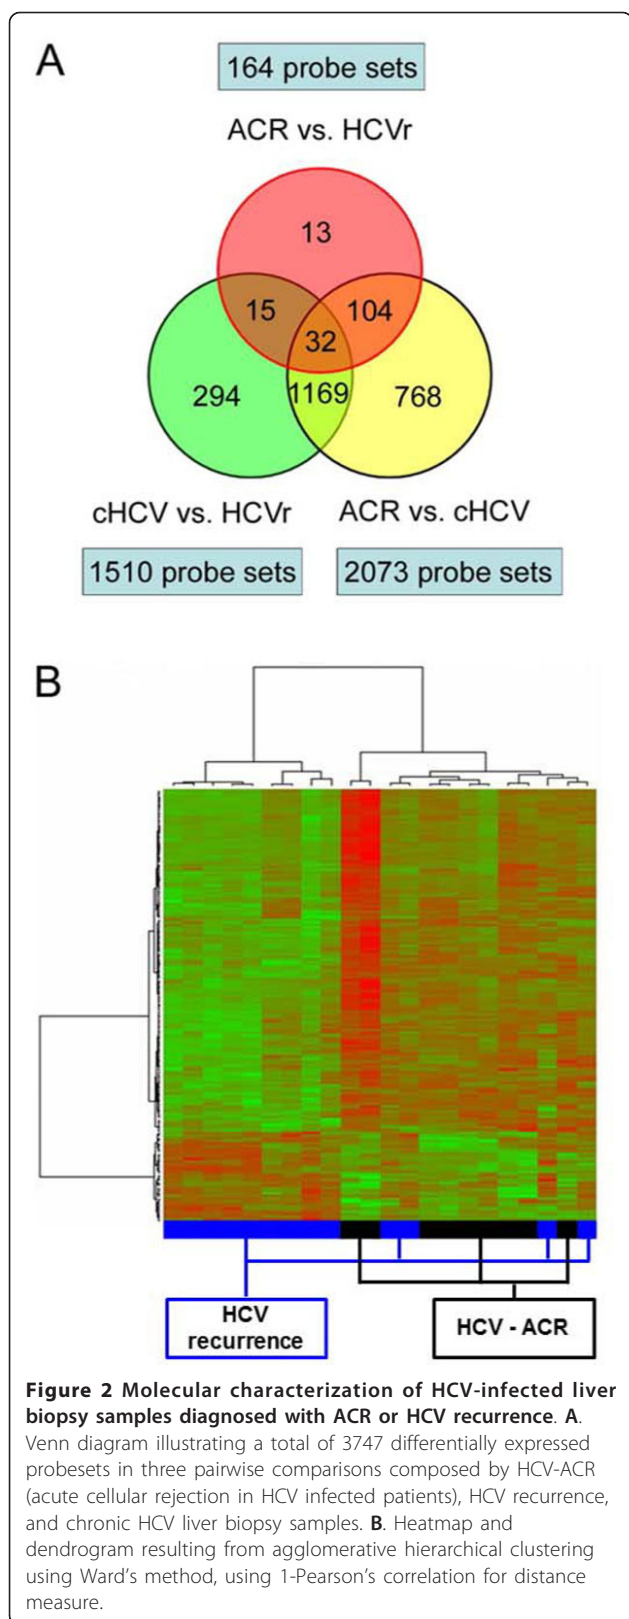 A
164 probe sets
ACR vs. HCVr
13
15
104
32
294
1169
768
cHCV vs. HCVr
ACR vs. cHCV
1510 probe sets
2073 probe sets
B
HCV
recurrence
HCV - ACR
Figure 2 Molecular characterization of HCV-infected liver
biopsy samples diagnosed with ACR or HCV recurrence. A.
Venn diagram illustrating a total of 3747 differentially expressed
probesets in three pairwise comparisons composed by HCV-ACR
(acute cellular rejection in HCV infected patients), HCV recurrence,
and chronic HCV liver biopsy samples. B. Heatmap and
dendrogram resulting from agglomerative hierarchical clustering
using Ward's method, using 1-Pearson's correlation for distance
measure.